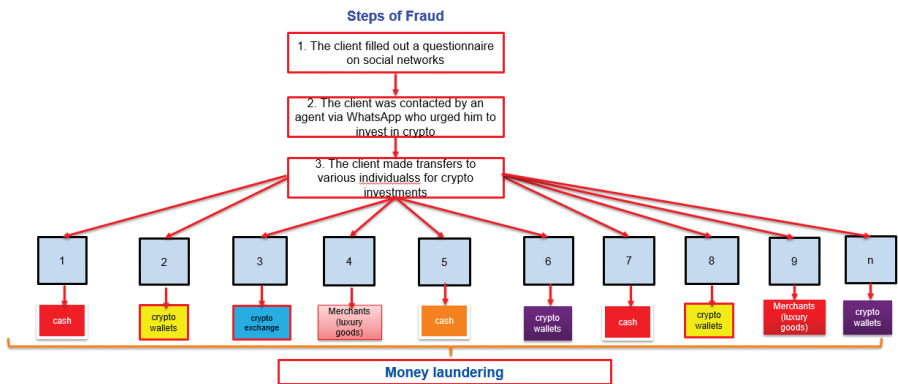 Steps of Fraud
1. The client filled out a questionnaire
on social networks
2. The client was contacted by an
agent via WhatsApp who urged him to
invest in crypto
3. The client made transfers to
various individualss for crypto
investments
1
2
3
4
5
6
7
8
9
n
cash
crypto
wallets
crypto
exchange
Merchants
(luxury
goods)
cash
crypto
wallets
cash
crypto
wallets
Merchants
(luxury
goods)
crypto
wallets
Money laundering